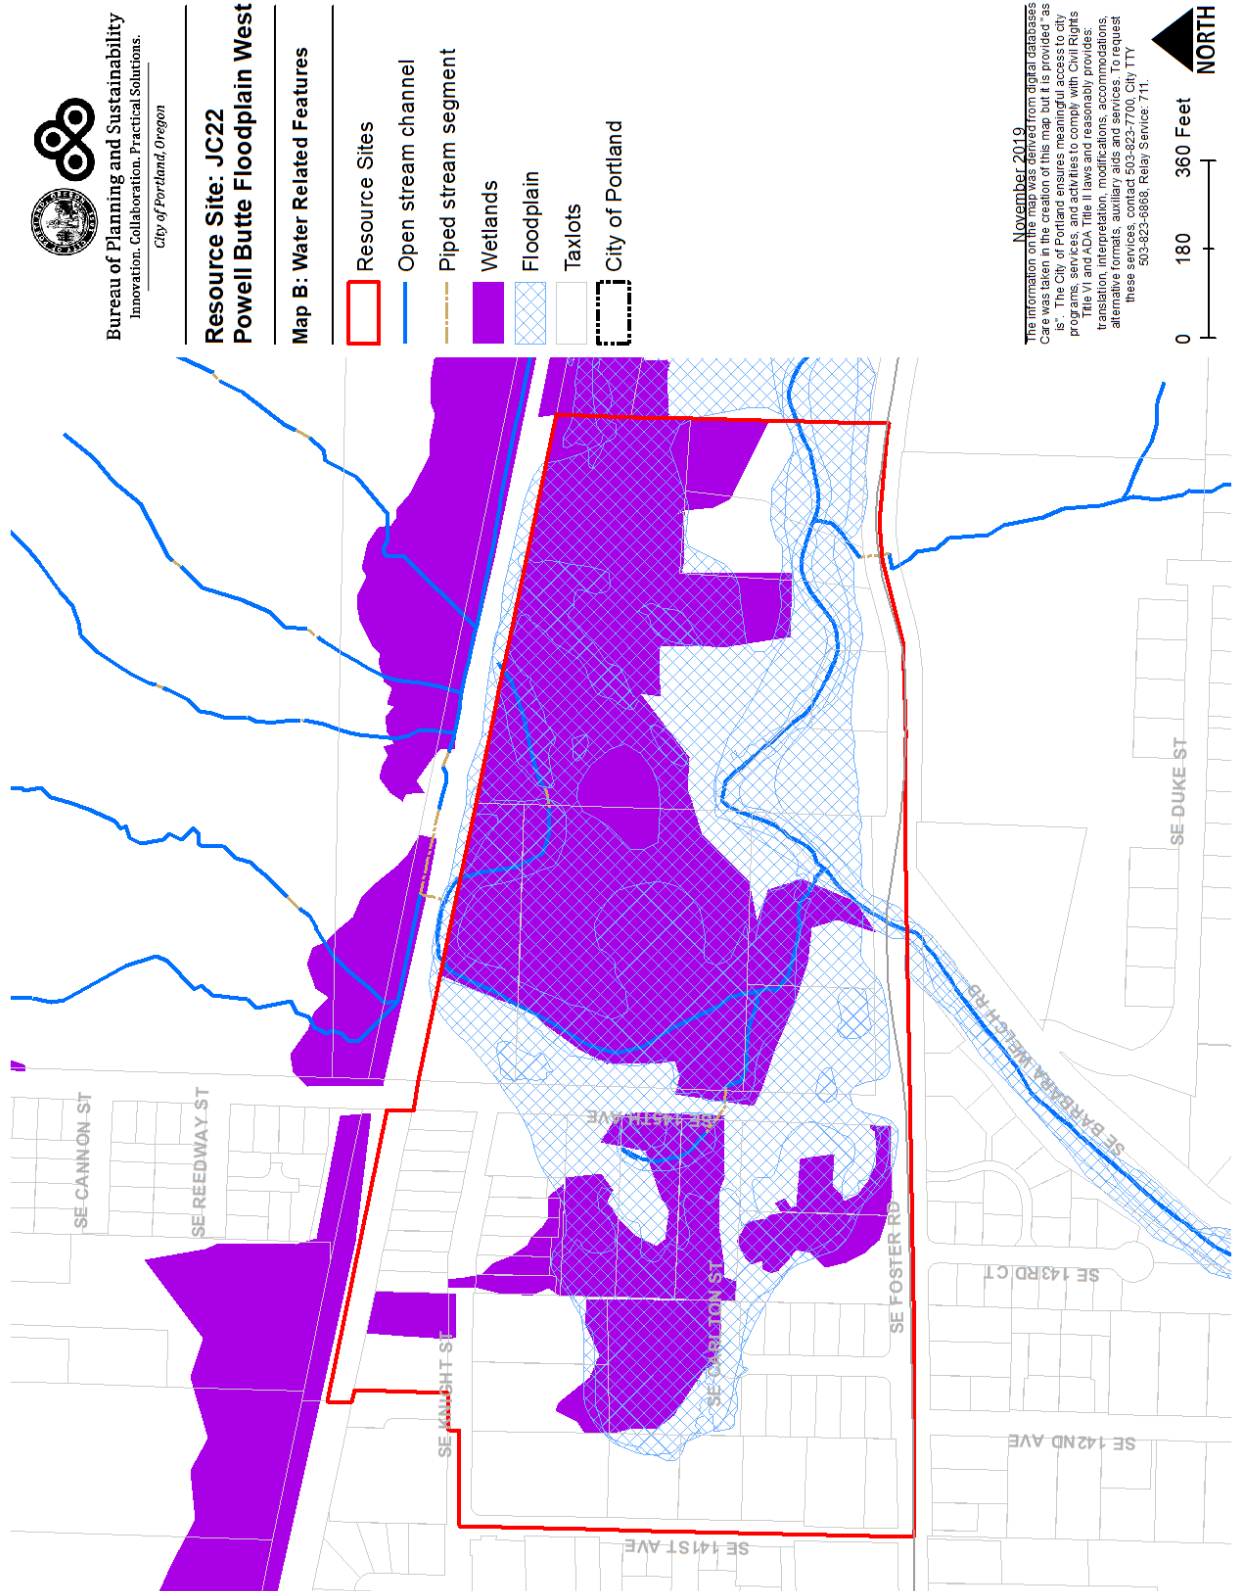 Bureau of Planning and Sustainability
Innovation. Collaboration. Practical Solutions.
City of Portland, Oregon
Resource Site: JC22
Powell Butte Floodplain West
Map B: Water Related Features
Resource Sites
Open stream channel
Piped stream segment
Wetlands
Floodplain
Taxlots
City of Portland
November 2019
The information on the map was derived from digital databases
Care was taken in the creation of this map but it is provided "as
is". The City of Portland ensures meaningful access to city
programs, services, and activities to comply with Civil Rights
Title VI and ADA Title II laws and reasonably provides:
translation, interpretation, modifications, accommodations,
alternative formats, auxiliary aids and services. To request
these services, contact 503-823-7700, City TTY
503-823-6868, Relay Service: 711.
0 180 360 Feet
NORTH
SE CANNON ST
SE REEDWAY ST
SE KNIGHT ST
SE 145TH AVE
SE CARLTON ST
SE FOSTER RD
SE 141ST AVE
SE 142ND AVE
SE 143RD CT
SE BARBARA WELCH RD
SE DUKE ST